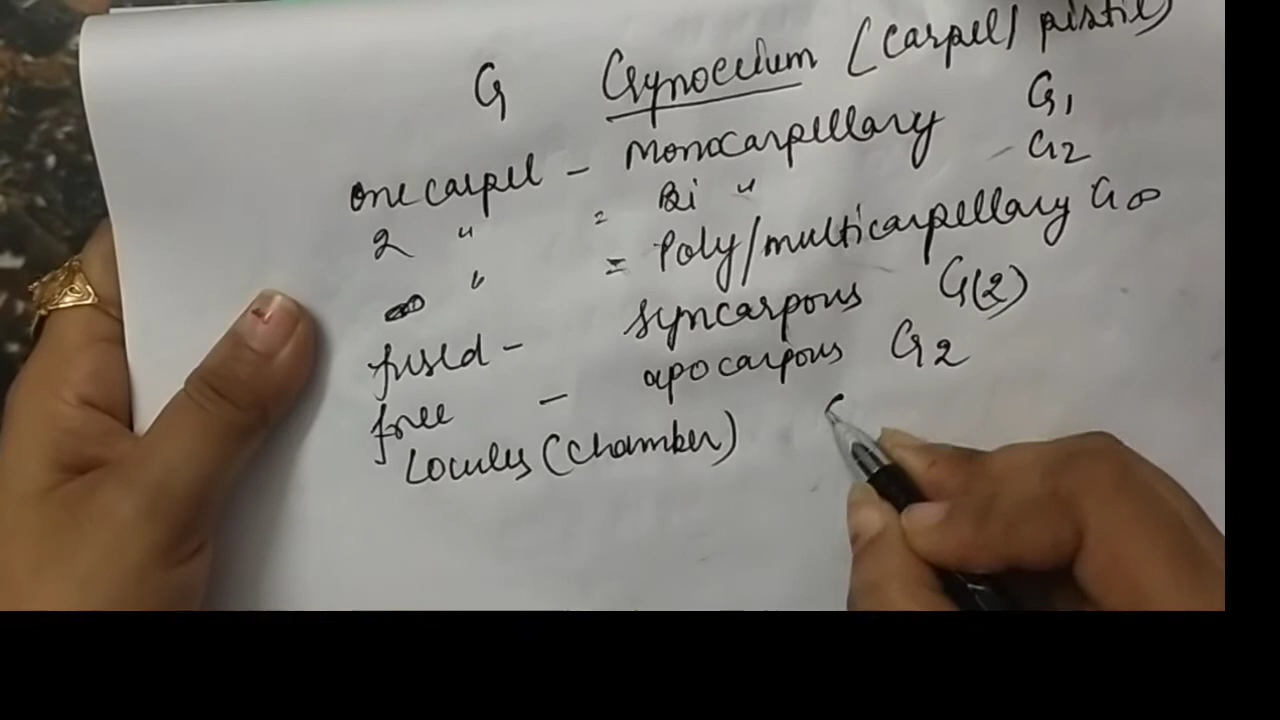 G Gynoecium (Carpel/pistil)
One carpel - Monocarpellary G1
2 " = Bi " - G2
∞ " = Poly/multicarpellary G∞
fused - syncarpous G(2)
free - apocarpous G2
Locules (chamber)